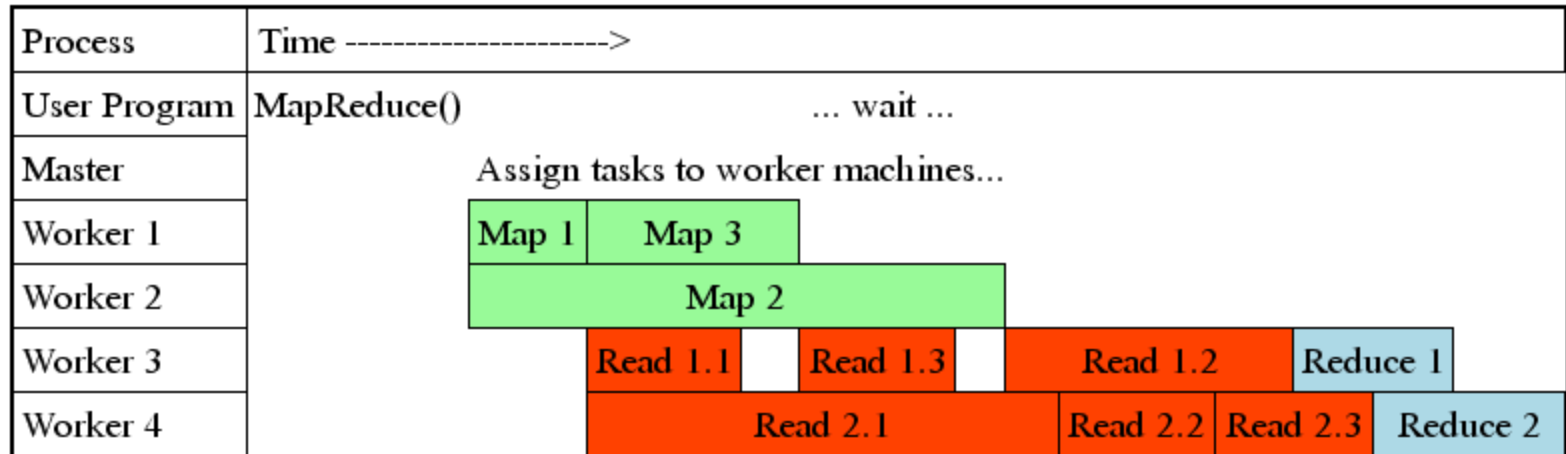 Process Time ---------------------->
User Program MapReduce() ... wait ...
Master Assign tasks to worker machines...
Worker 1 Map 1 Map 3
Worker 2 Map 2
Worker 3 Read 1.1 Read 1.3 Read 1.2 Reduce 1
Worker 4 Read 2.1 Read 2.2 Read 2.3 Reduce 2